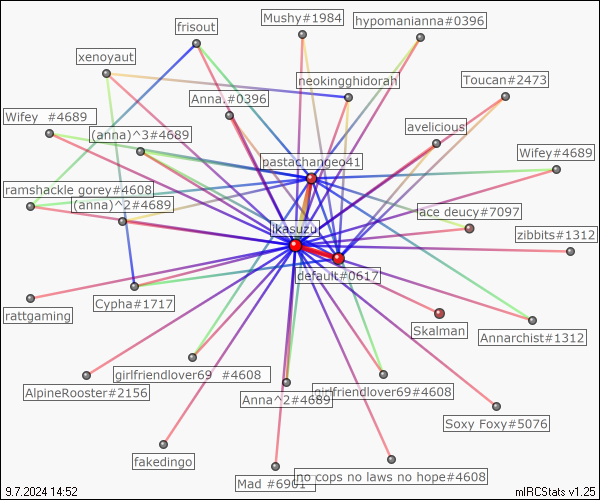 Mushy#1984
hypomanianna#0396
frisout
xenoyaut
neokingghidorah
Toucan#2473
Anna.#0396
Wifey  #4689
(anna)^3#4689
avelicious
pastachangeo41
Wifey#4689
ramshackle gorey#4608
(anna)^2#4689
ace deucy#7097
ikasuzu
zibbits#1312
default#0617
Cypha#1717
rattgaming
Skalman
Annarchist#1312
girlfriendlover69  #4608
AlpineRooster#2156
girlfriendlover69#4608
Anna^2#4689
Soxy Foxy#5076
fakedingo
no cops no laws no hope#4608
Mad  #6901
9.7.2024 14:52
mIRCStats v1.25